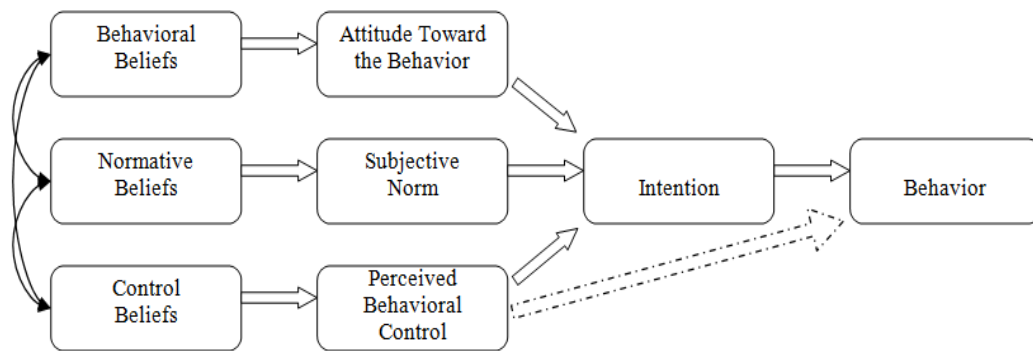 Behavioral
Beliefs
Attitude Toward
the Behavior
Normative
Beliefs
Subjective
Norm
Intention
Behavior
Control
Beliefs
Perceived
Behavioral
Control